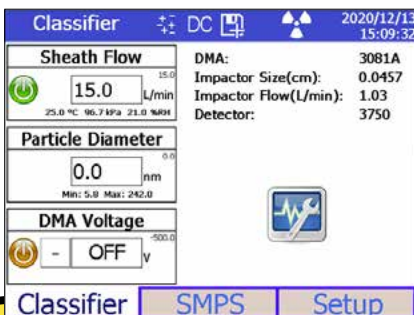 Classifier DC 2020/12/13
15:09:32
Sheath Flow
15.0
15.0 L/min
25.0 °C 96.7 kPa 21.0 %RH
Particle Diameter
0.0
0.0 nm
Min: 5.8 Max: 242.0
DMA Voltage
-500.0
- OFF V
DMA: 3081A
Impactor Size(cm): 0.0457
Impactor Flow(L/min): 1.03
Detector: 3750
Classifier SMPS Setup